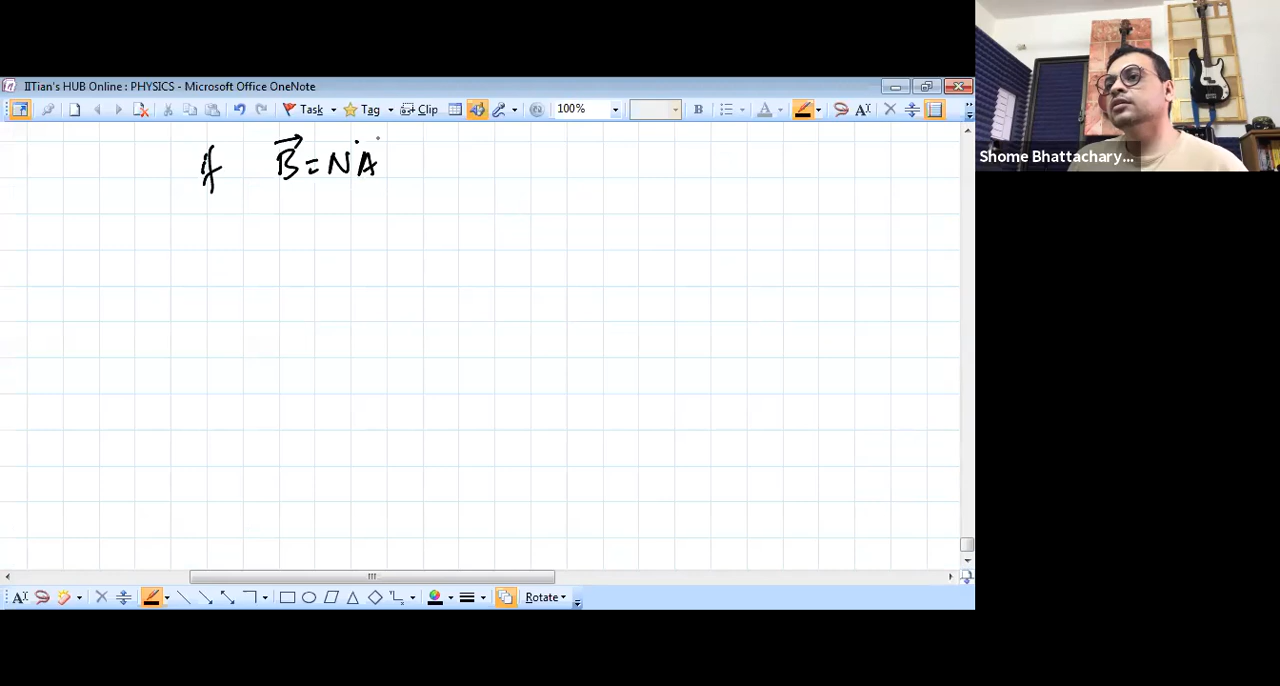 IITian's HUB Online : PHYSICS - Microsoft Office OneNote
Task Tag Clip 100% B A
If B⃗ = NA
Shome Bhattachary...
Rotate